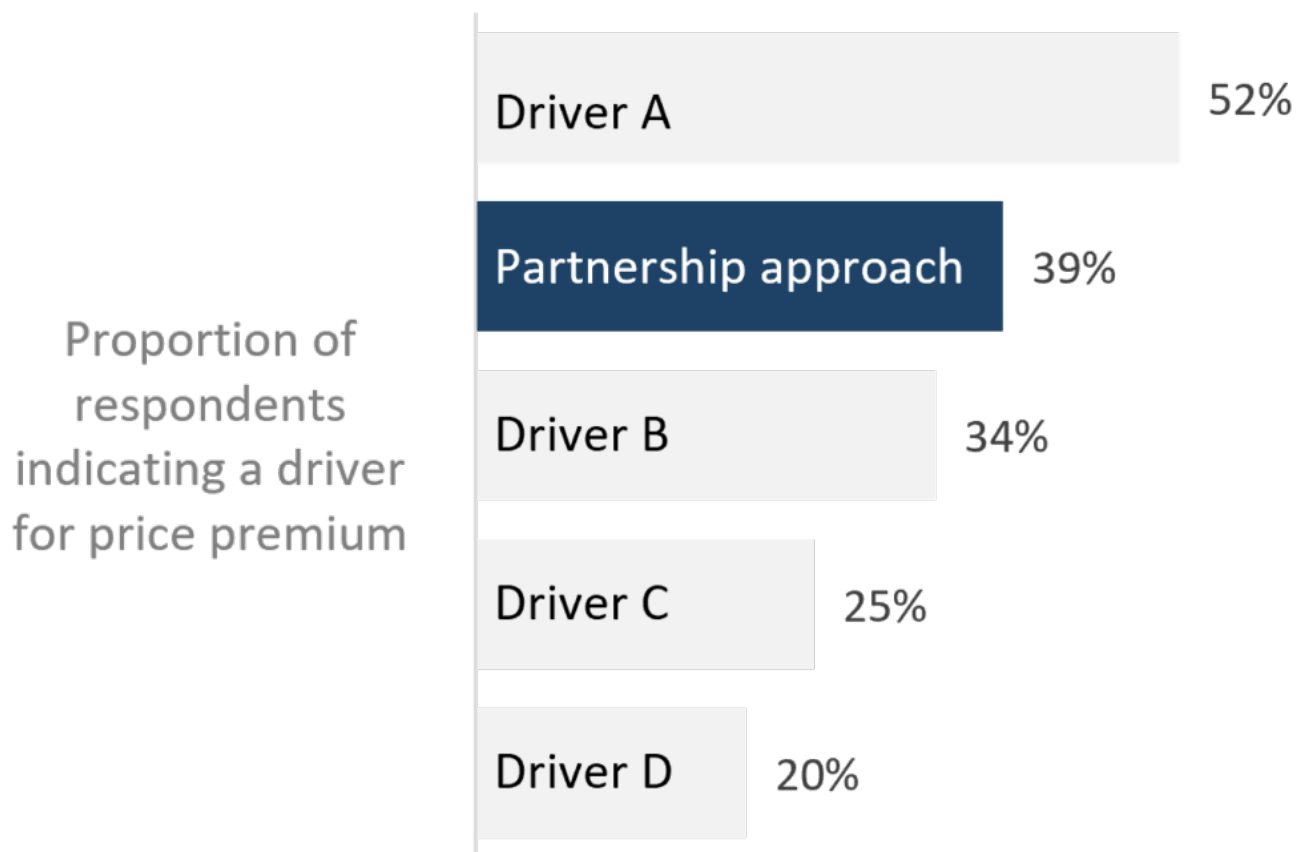 Proportion of
respondents
indicating a driver
for price premium
Driver A
52%
Partnership approach
39%
Driver B
34%
Driver C
25%
Driver D
20%